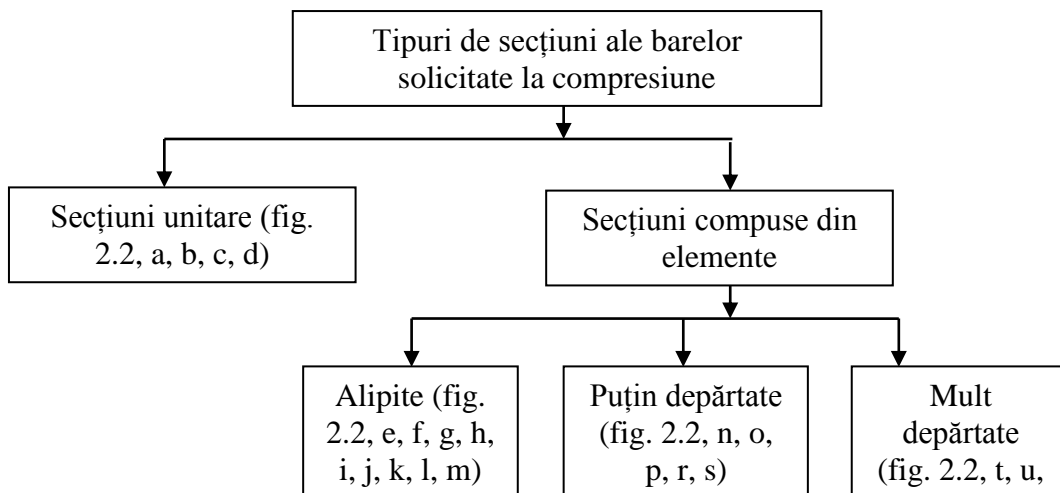 Tipuri de secțiuni ale barelor
solicitate la compresiune
Secțiuni unitare (fig.
2.2, a, b, c, d)
Secțiuni compuse din
elemente
Alipite (fig.
2.2, e, f, g, h,
i, j, k, l, m)
Puțin depărtate
(fig. 2.2, n, o,
p, r, s)
Mult
depărtate
(fig. 2.2, t, u,